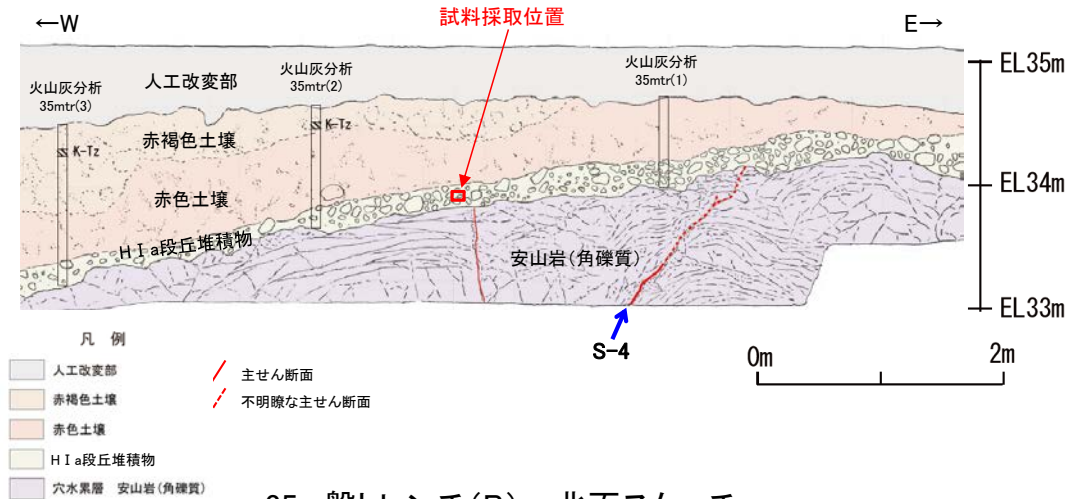 試料採取位置
←W
E→
EL35m
火山灰分析
35mtr(3)
人工改変部
火山灰分析
35mtr(2)
火山灰分析
35mtr(1)
K-Tz
K-Tz
赤褐色土壌
赤色土壌
EL34m
HⅠa段丘堆積物
安山岩(角礫質)
EL33m
S-4
0m
2m
凡 例
人工改変部
赤褐色土壌
赤色土壌
HⅠa段丘堆積物
穴水累層 安山岩(角礫質)
主せん断面
不明瞭な主せん断面